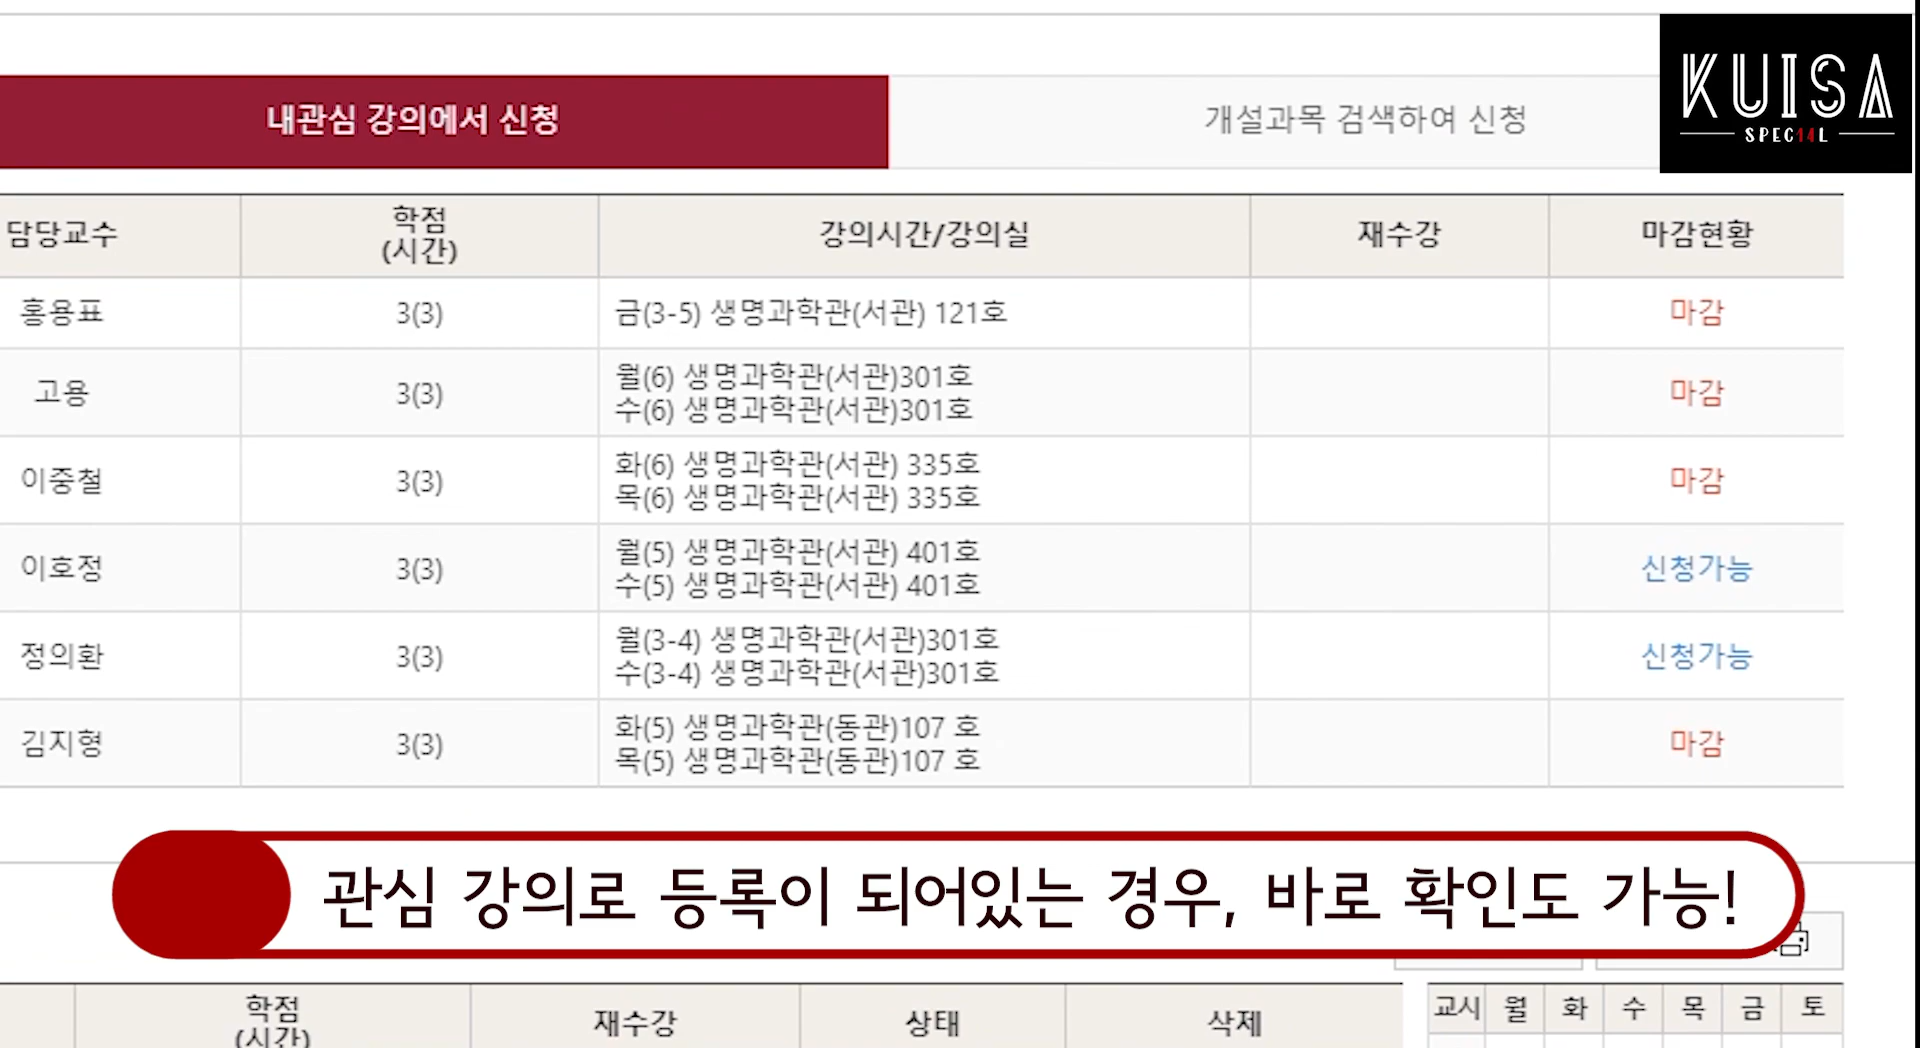 KUISA
SPEC14L
내관심 강의에서 신청
개설과목 검색하여 신청
담당교수
학점
(시간)
강의시간/강의실
재수강
마감현황
홍용표
3(3)
금(3-5) 생명과학관(서관) 121호
마감
고용
3(3)
월(6) 생명과학관(서관)301호
수(6) 생명과학관(서관)301호
마감
이중철
3(3)
화(6) 생명과학관(서관) 335호
목(6) 생명과학관(서관) 335호
마감
이호정
3(3)
월(5) 생명과학관(서관) 401호
수(5) 생명과학관(서관) 401호
신청가능
정의환
3(3)
월(3-4) 생명과학관(서관)301호
수(3-4) 생명과학관(서관)301호
신청가능
김지형
3(3)
화(5) 생명과학관(동관)107 호
목(5) 생명과학관(동관)107 호
마감
관심 강의로 등록이 되어있는 경우, 바로 확인도 가능!
학점
(시간)
재수강
상태
삭제
교시
월
화
수
목
금
토